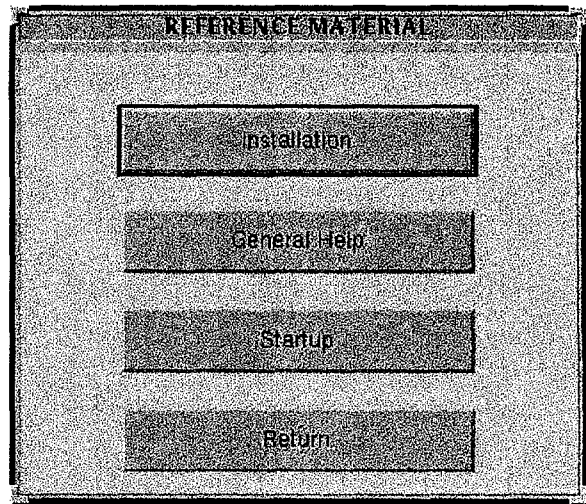 REFERENCE MATERIAL
Installation
General Help
Startup
Return